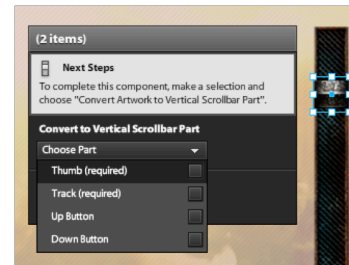 (2 items)
Next Steps
To complete this component, make a selection and
choose "Convert Artwork to Vertical Scrollbar Part".
Convert to Vertical Scrollbar Part
Choose Part
Thumb (required)
Track (required)
Up Button
Down Button